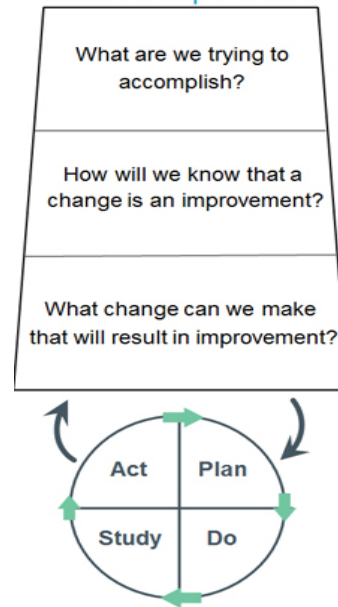 What are we trying to
accomplish?
How will we know that a
change is an improvement?
What change can we make
that will result in improvement?
Act
Plan
Study
Do